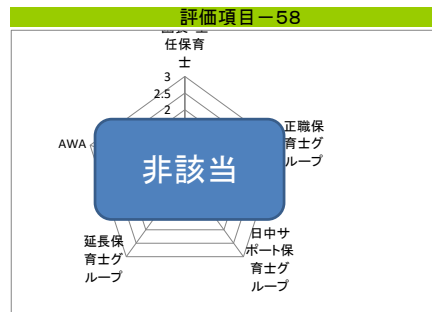 評価項目－58
任保育
士
3
2.5
2
正職保
育士グ
ループ
AWA
非該当
延長保
育士グ
ループ
日中サ
ポート保
育士グ
ループ